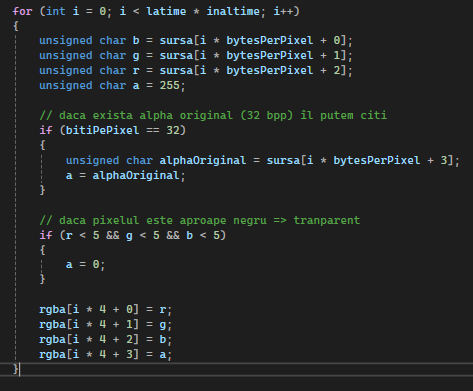 for (int i = 0; i < latime * inaltime; i++)
{
    unsigned char b = sursa[i * bytesPerPixel + 0];
    unsigned char g = sursa[i * bytesPerPixel + 1];
    unsigned char r = sursa[i * bytesPerPixel + 2];
    unsigned char a = 255;

    // daca exista alpha original (32 bpp) îl putem citi
    if (bitiPePixel == 32)
    {
        unsigned char alphaOriginal = sursa[i * bytesPerPixel + 3];
        a = alphaOriginal;
    }

    // daca pixelul este aproape negru => tranparent
    if (r < 5 && g < 5 && b < 5)
    {
        a = 0;
    }

    rgba[i * 4 + 0] = r;
    rgba[i * 4 + 1] = g;
    rgba[i * 4 + 2] = b;
    rgba[i * 4 + 3] = a;
}